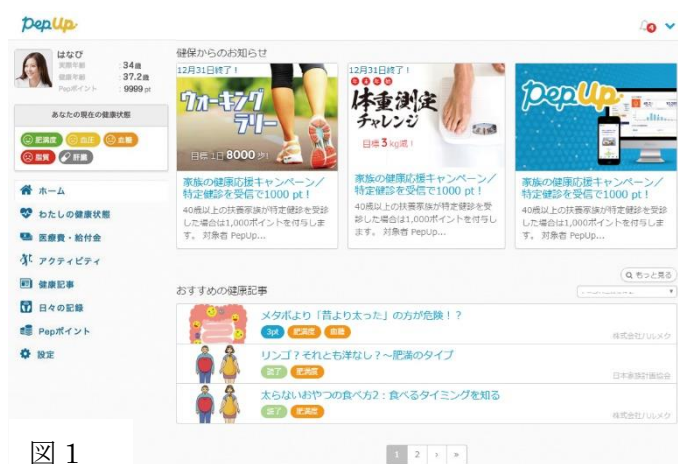 PepUp
4
はなび
実際年齢 : 34歳
健康年齢 : 37.2歳
Pepポイント : 9999 pt
あなたの現在の健康状態
肥満度 血圧 血糖
脂質 肝臓
ホーム
わたしの健康状態
医療費・給付金
アクティビティ
健康記事
日々の記録
Pepポイント
設定
健保からのお知らせ
12月31日終了！
ウォーキング
ラリー
目標 1日 8000 歩！
家族の健康応援キャンペーン／
特定健診を受信で1000 pt！
40歳以上の扶養家族が特定健診を受診
した場合は1,000ポイントを付与しま
す。 対象者 PepUp...
12月31日終了！
体重測定
チャレンジ
目標 3 kg減！
家族の健康応援キャンペーン／
特定健診を受信で1000 pt！
40歳以上の扶養家族が特定健診を受
診した場合は1,000ポイントを付与し
ます。 対象者 PepUp...
PepUp
家族の健康応援キャンペーン／
特定健診を受信で1000 pt！
40歳以上の扶養家族が特定健診を受診
した場合は1,000ポイントを付与しま
す。 対象者 PepUp...
もっと見る
おすすめの健康記事
メタボより「昔より太った」の方が危険！？
3pt 肥満度 血糖
株式会社ハルメク
リンゴ？それとも洋なし？～肥満のタイプ
読了 肥満度
日本家族計画協会
太らないおやつの食べ方2：食べるタイミングを知る
読了 肥満度
株式会社ハルメク
1 2 › »
図1